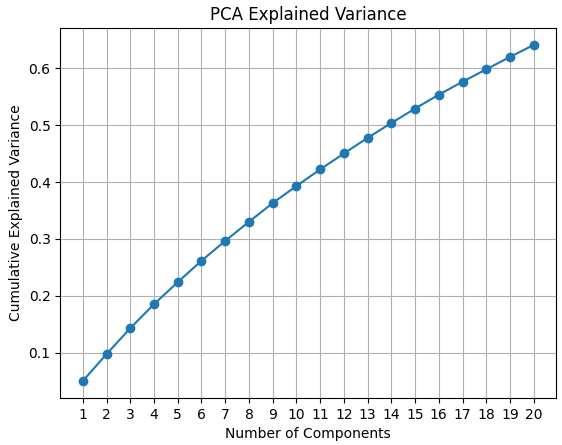 PCA Explained Variance
Cumulative Explained Variance
0.6
0.5
0.4
0.3
0.2
0.1
1 2 3 4 5 6 7 8 9 10 11 12 13 14 15 16 17 18 19 20
Number of Components